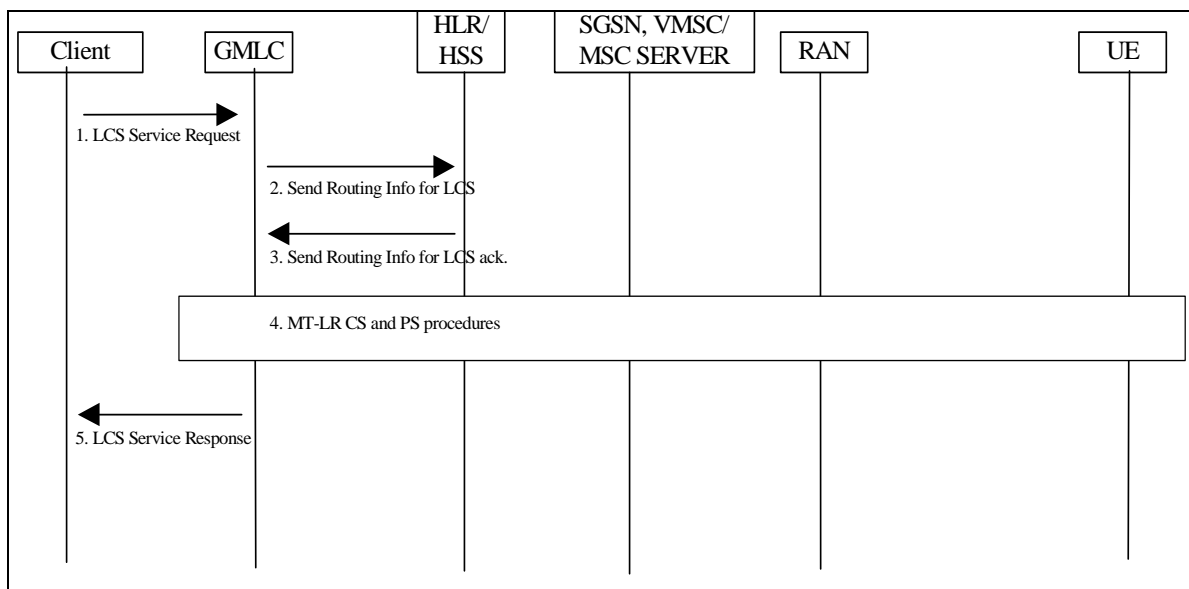 Client
GMLC
HLR/
HSS
SGSN, VMSC/
MSC SERVER
RAN
UE
1. LCS Service Request
2. Send Routing Info for LCS
3. Send Routing Info for LCS ack.
4. MT-LR CS and PS procedures
5. LCS Service Response